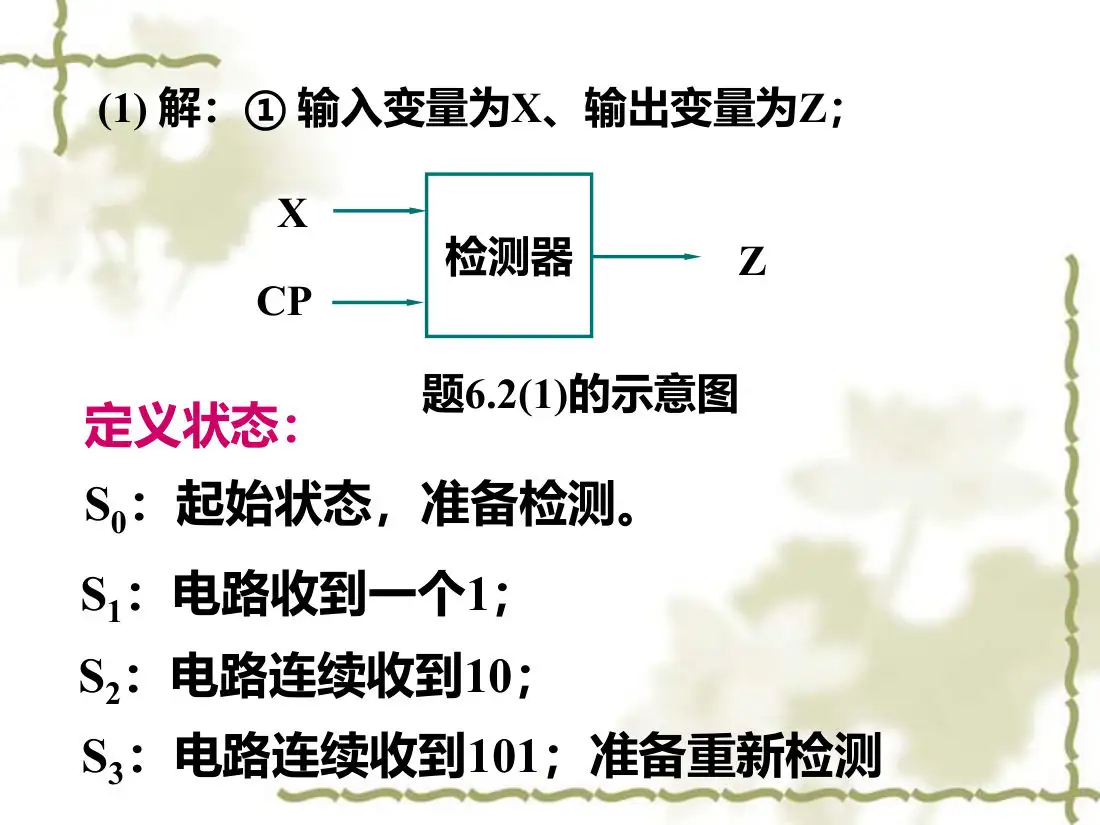 (1) 解：① 输入变量为X、输出变量为Z；
X
检测器
Z
CP
题6.2(1)的示意图
定义状态：
S0：起始状态，准备检测。
S1：电路收到一个1；
S2：电路连续收到10；
S3：电路连续收到101；准备重新检测